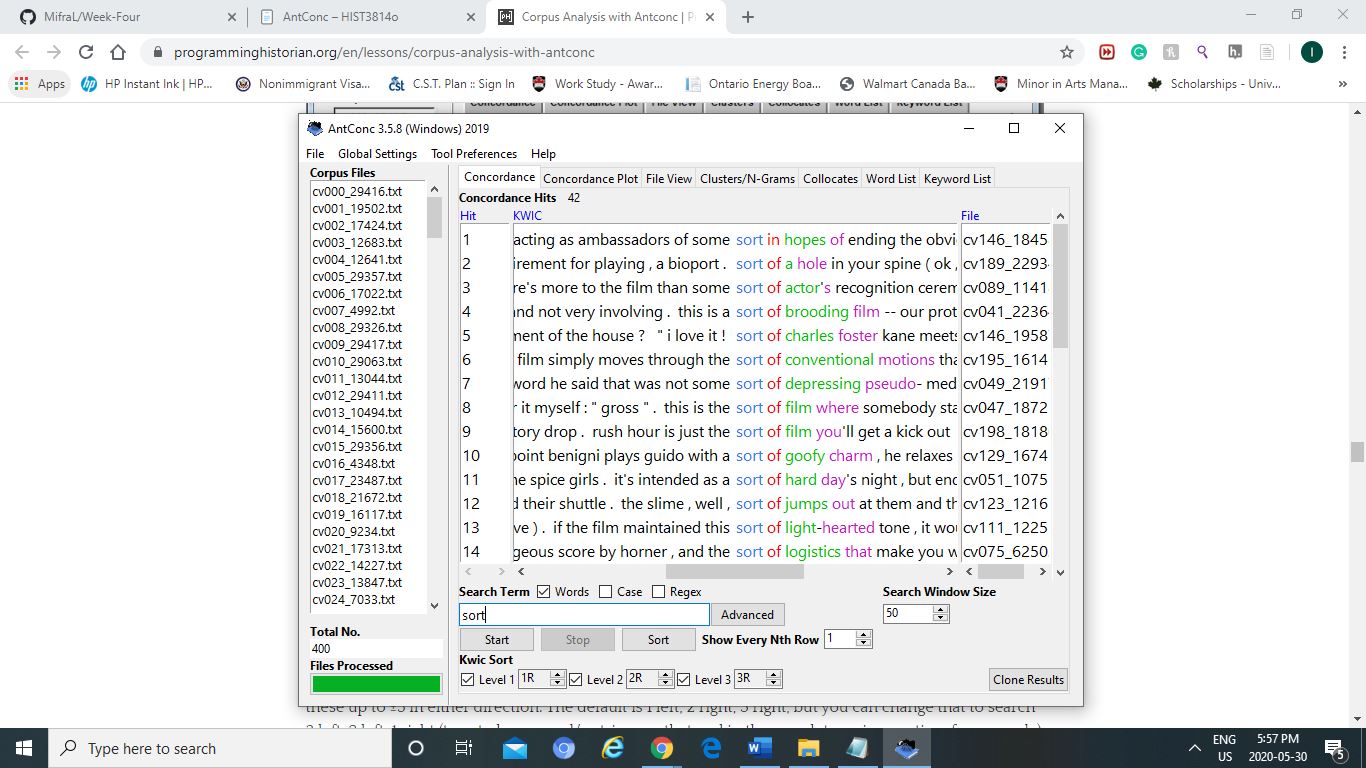 MifraL/Week-Four
AntConc – HIST3814o
Corpus Analysis with Antconc | P
programminghistorian.org/en/lessons/corpus-analysis-with-antconc
Apps
HP Instant Ink | HP...
Nonimmigrant Visa...
C.S.T. Plan :: Sign In
Work Study - Awar...
Ontario Energy Boa...
Walmart Canada Ba...
Minor in Arts Mana...
Scholarships - Univ...
»
Concordance Concordance Plot File View Clusters Collocates Word List Keyword List
AntConc 3.5.8 (Windows) 2019
File Global Settings Tool Preferences Help
Corpus Files
cv000_29416.txt
cv001_19502.txt
cv002_17424.txt
cv003_12683.txt
cv004_12641.txt
cv005_29357.txt
cv006_17022.txt
cv007_4992.txt
cv008_29326.txt
cv009_29417.txt
cv010_29063.txt
cv011_13044.txt
cv012_29411.txt
cv013_10494.txt
cv014_15600.txt
cv015_29356.txt
cv016_4348.txt
cv017_23487.txt
cv018_21672.txt
cv019_16117.txt
cv020_9234.txt
cv021_17313.txt
cv022_14227.txt
cv023_13847.txt
cv024_7033.txt
Total No.
400
Files Processed
Concordance Concordance Plot File View Clusters/N-Grams Collocates Word List Keyword List
Concordance Hits 42
Hit KWIC File
1 acting as ambassadors of some sort in hopes of ending the obvi cv146_1845
2 irement for playing , a bioport . sort of a hole in your spine ( ok , cv189_2293
3 re's more to the film than some sort of actor's recognition cerem cv089_1141
4 and not very involving . this is a sort of brooding film -- our prot cv041_2236
5 ment of the house ? " i love it ! sort of charles foster kane meets cv146_1958
6 film simply moves through the sort of conventional motions tha cv195_1614
7 word he said that was not some sort of depressing pseudo- med cv049_2191
8 r it myself : " gross " . this is the sort of film where somebody sta cv047_1872
9 tory drop . rush hour is just the sort of film you'll get a kick out cv198_1818
10 point benigni plays guido with a sort of goofy charm , he relaxes cv129_1674
11 he spice girls . it's intended as a sort of hard day's night , but enc cv051_1075
12 d their shuttle . the slime , well , sort of jumps out at them and th cv123_1216
13 ve ) . if the film maintained this sort of light-hearted tone , it wou cv111_1225
14 geous score by horner , and the sort of logistics that make you w cv075_6250
Search Term Words Case Regex
Search Window Size
sort
Advanced
50
Start Stop Sort Show Every Nth Row 1
Kwic Sort
Level 1 1R Level 2 2R Level 3 3R
Clone Results
these up to ±5 in either direction. The default is 1 left, 2 right, 3 right, but you can change that to search
Type here to search
ENG
US
5:57 PM
2020-05-30
5